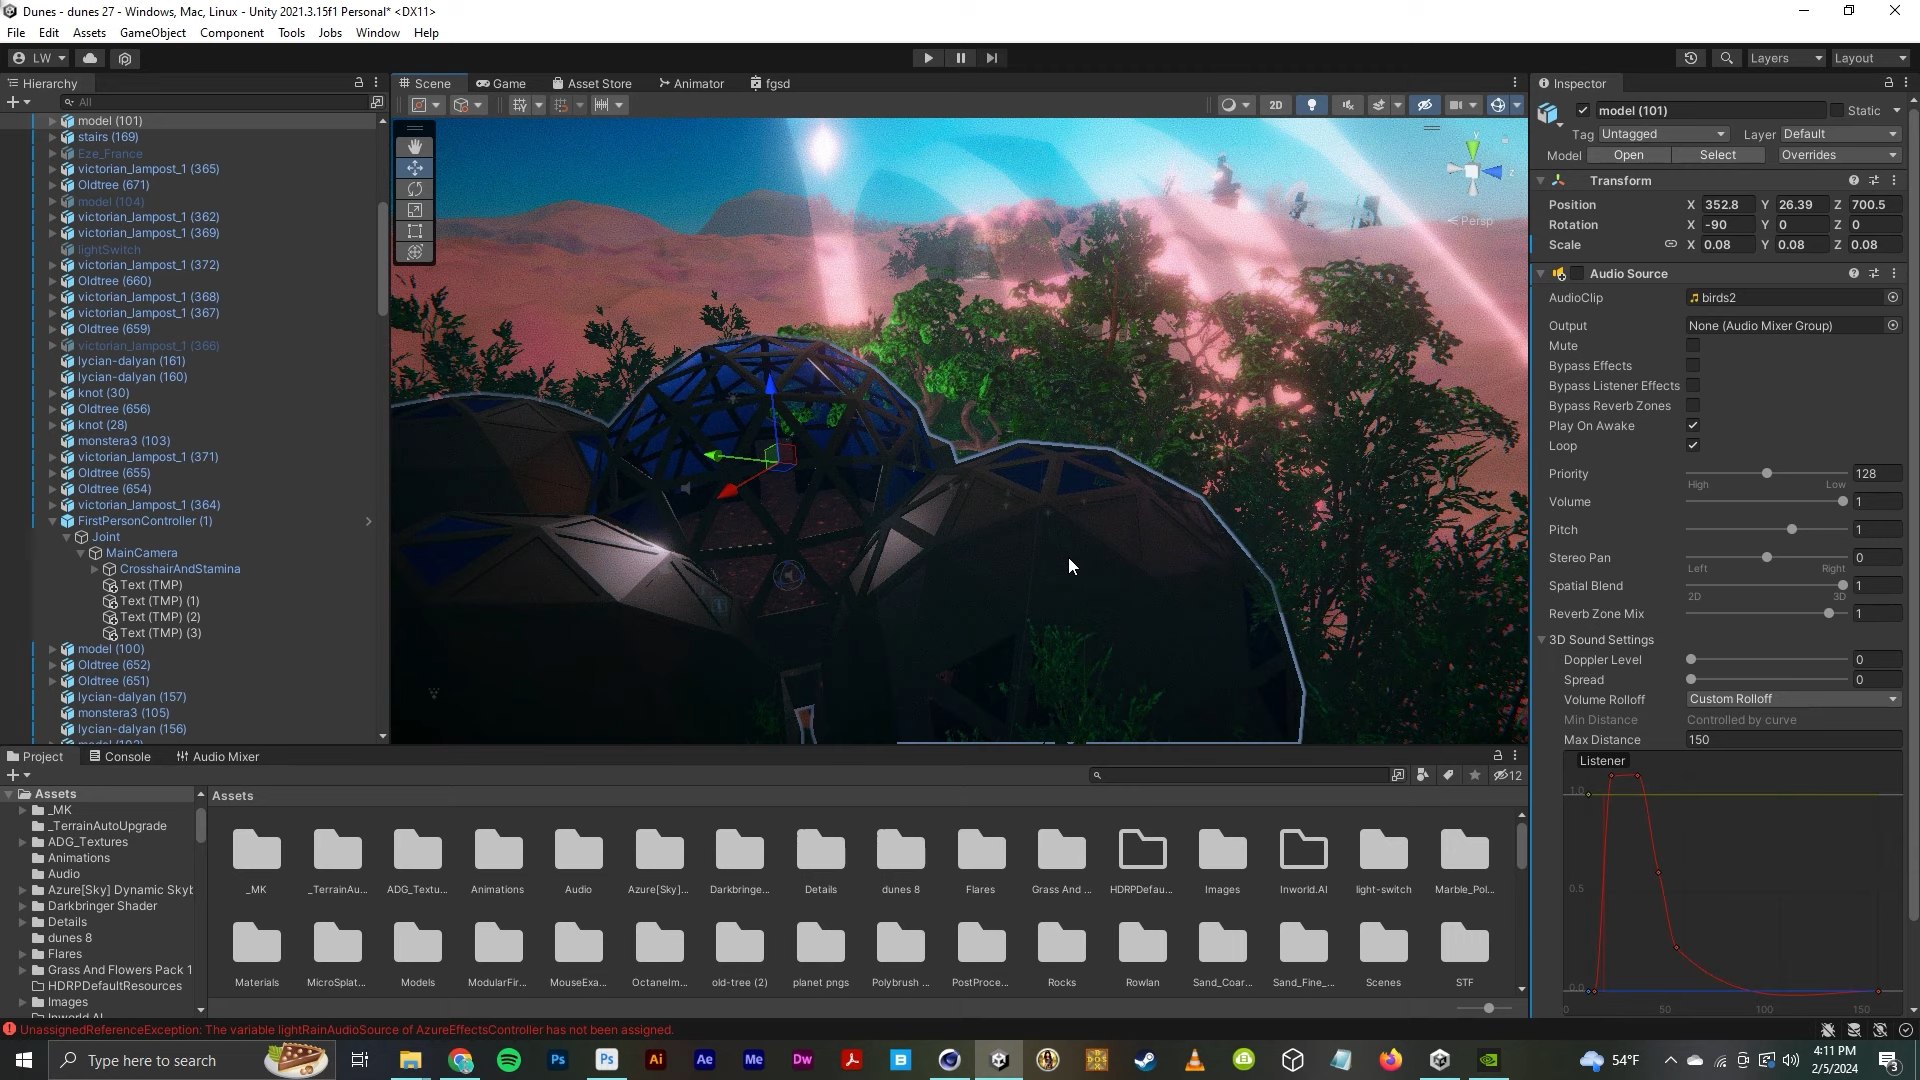 Dunes - dunes 27 - Windows, Mac, Linux - Unity 2021.3.15f1 Personal* <DX11>
File Edit Assets GameObject Component Tools Jobs Window Help
LW Layers Layout
Hierarchy Scene Game Asset Store Animator fgsd Inspector
All 2D
model (101)
stairs (169)
Eze_France
victorian_lampost_1 (365)
Oldtree (671)
model (104)
victorian_lampost_1 (362)
victorian_lampost_1 (369)
lightSwitch
victorian_lampost_1 (372)
Oldtree (660)
victorian_lampost_1 (368)
victorian_lampost_1 (367)
Oldtree (659)
victorian_lampost_1 (366)
lycian-dalyan (161)
lycian-dalyan (160)
knot (30)
Oldtree (656)
knot (28)
monstera3 (103)
victorian_lampost_1 (371)
Oldtree (655)
Oldtree (654)
victorian_lampost_1 (364)
FirstPersonController (1)
Joint
MainCamera
CrosshairAndStamina
Text (TMP)
Text (TMP) (1)
Text (TMP) (2)
Text (TMP) (3)
model (100)
Oldtree (652)
Oldtree (651)
lycian-dalyan (157)
monstera3 (105)
lycian-dalyan (156)
y
z
Persp
model (101) Static
Tag Untagged Layer Default
Model Open Select Overrides
Transform
Position X 352.8 Y 26.39 Z 700.5
Rotation X -90 Y 0 Z 0
Scale X 0.08 Y 0.08 Z 0.08
Audio Source
AudioClip birds2
Output None (Audio Mixer Group)
Mute
Bypass Effects
Bypass Listener Effects
Bypass Reverb Zones
Play On Awake
Loop
Priority 128
High Low
Volume 1
Pitch 1
Stereo Pan 0
Left Right
Spatial Blend 1
2D 3D
Reverb Zone Mix 1
3D Sound Settings
Doppler Level 0
Spread 0
Volume Rolloff Custom Rolloff
Min Distance Controlled by curve
Max Distance 150
Listener
1.0
0.5
0.0
0 50 100 150
Project Console Audio Mixer
12
Assets
_MK
_TerrainAutoUpgrade
ADG_Textures
Animations
Audio
Azure[Sky] Dynamic Skyb
Darkbringer Shader
Details
dunes 8
Flares
Grass And Flowers Pack 1
HDRPDefaultResources
Images
Inworld.AI
Assets
_MK _TerrainAu... ADG_Textu... Animations Audio Azure[Sky]... Darkbringe... Details dunes 8 Flares Grass And ... HDRPDefau... Images Inworld.AI light-switch Marble_Pol...
Materials MicroSplat... Models ModularFir... MouseExa... OctaneIm... old-tree (2) planet pngs Polybrush ... PostProce... Rocks Rowlan Sand_Coar... Sand_Fine_... Scenes STF
UnassignedReferenceException: The variable lightRainAudioSource of AzureEffectsController has not been assigned.
Type here to search
Ps Ps Ai Ae Me Dw
54°F
4:11 PM
2/5/2024
3